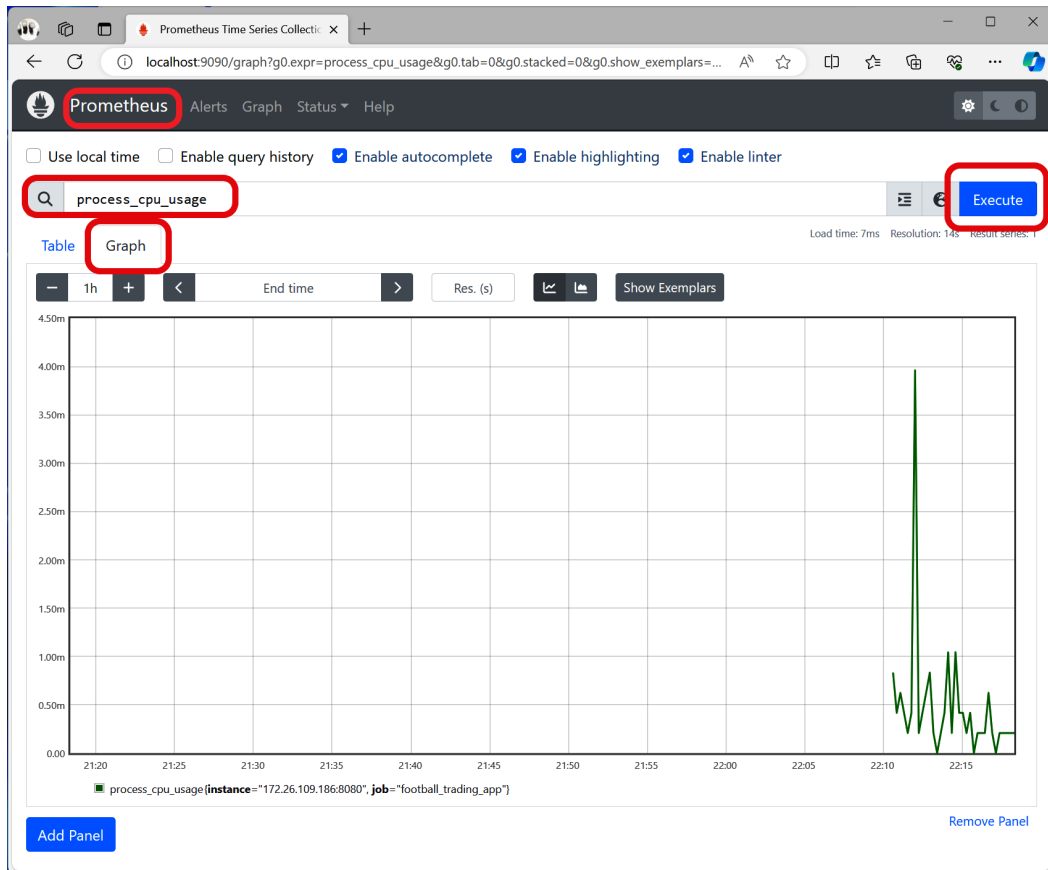 Prometheus Time Series Collectic
localhost:9090/graph?g0.expr=process_cpu_usage&g0.tab=0&g0.stacked=0&g0.show_exemplars=...
Prometheus Alerts Graph Status Help
Use local time Enable query history Enable autocomplete Enable highlighting Enable linter
process_cpu_usage Execute
Load time: 7ms Resolution: 14s Result series: 1
Table Graph
− 1h + < End time > Res. (s) Show Exemplars
4.50m
4.00m
3.50m
3.00m
2.50m
2.00m
1.50m
1.00m
0.50m
0.00
21:20 21:25 21:30 21:35 21:40 21:45 21:50 21:55 22:00 22:05 22:10 22:15
process_cpu_usage{instance="172.26.109.186:8080", job="football_trading_app"}
Remove Panel
Add Panel